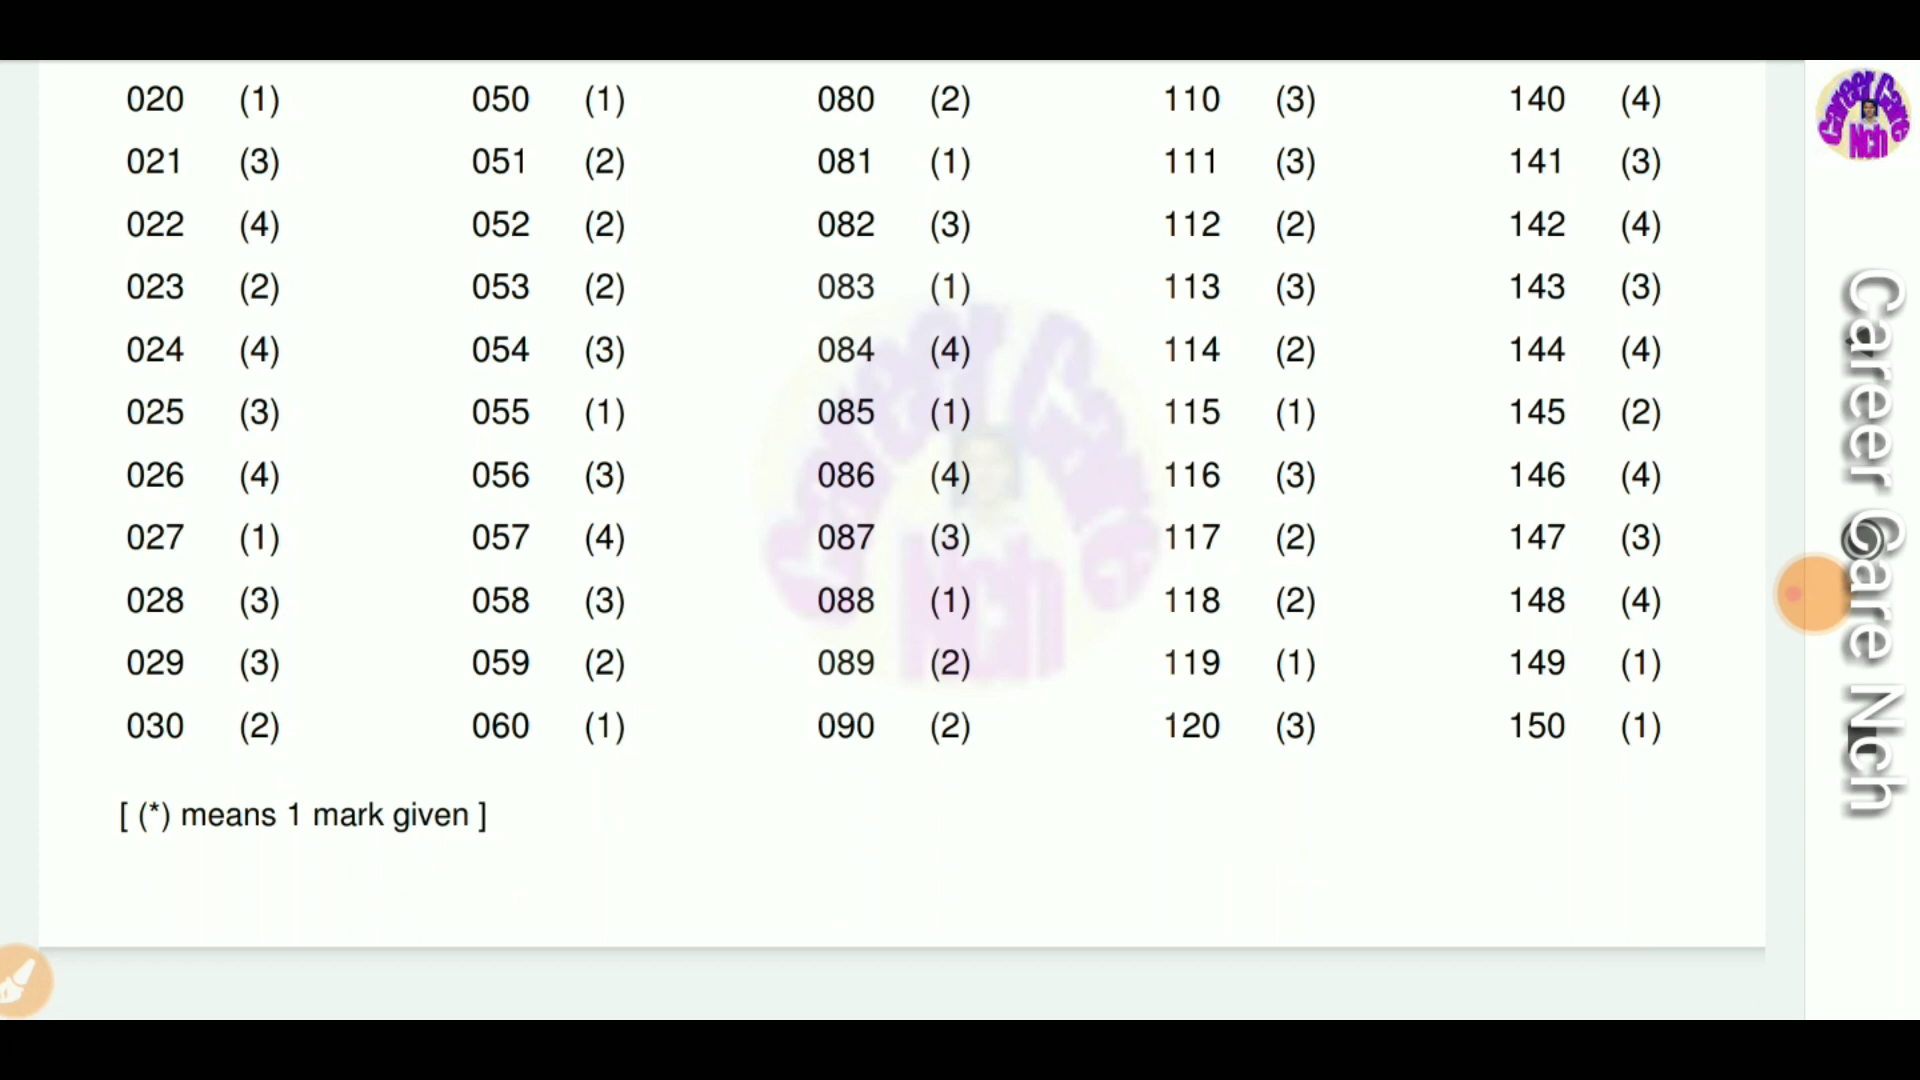 020 (1) 050 (1) 080 (2) 110 (3) 140 (4)
021 (3) 051 (2) 081 (1) 111 (3) 141 (3)
022 (4) 052 (2) 082 (3) 112 (2) 142 (4)
023 (2) 053 (2) 083 (1) 113 (3) 143 (3)
024 (4) 054 (3) 084 (4) 114 (2) 144 (4)
025 (3) 055 (1) 085 (1) 115 (1) 145 (2)
026 (4) 056 (3) 086 (4) 116 (3) 146 (4)
027 (1) 057 (4) 087 (3) 117 (2) 147 (3)
028 (3) 058 (3) 088 (1) 118 (2) 148 (4)
029 (3) 059 (2) 089 (2) 119 (1) 149 (1)
030 (2) 060 (1) 090 (2) 120 (3) 150 (1)
[ (*) means 1 mark given ]
Career Care
Nch
Career Care
Nch
Career Care Nch